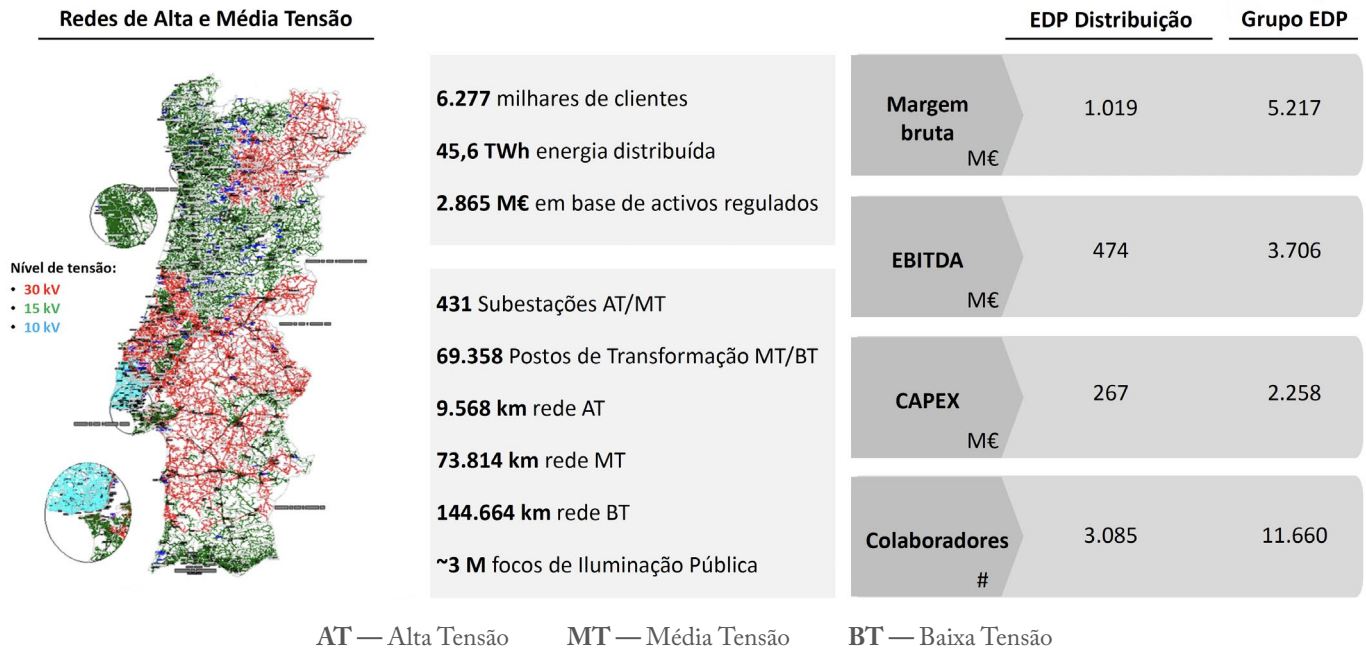 Redes de Alta e Média Tensão
Nível de tensão:
• 30 kV
• 15 kV
• 10 kV
6.277 milhares de clientes
45,6 TWh energia distribuída
2.865 M€ em base de activos regulados
431 Subestações AT/MT
69.358 Postos de Transformação MT/BT
9.568 km rede AT
73.814 km rede MT
144.664 km rede BT
~3 M focos de Iluminação Pública
EDP Distribuição Grupo EDP
Margem bruta M€ 1.019 5.217
EBITDA M€ 474 3.706
CAPEX M€ 267 2.258
Colaboradores # 3.085 11.660
AT — Alta Tensão MT — Média Tensão BT — Baixa Tensão